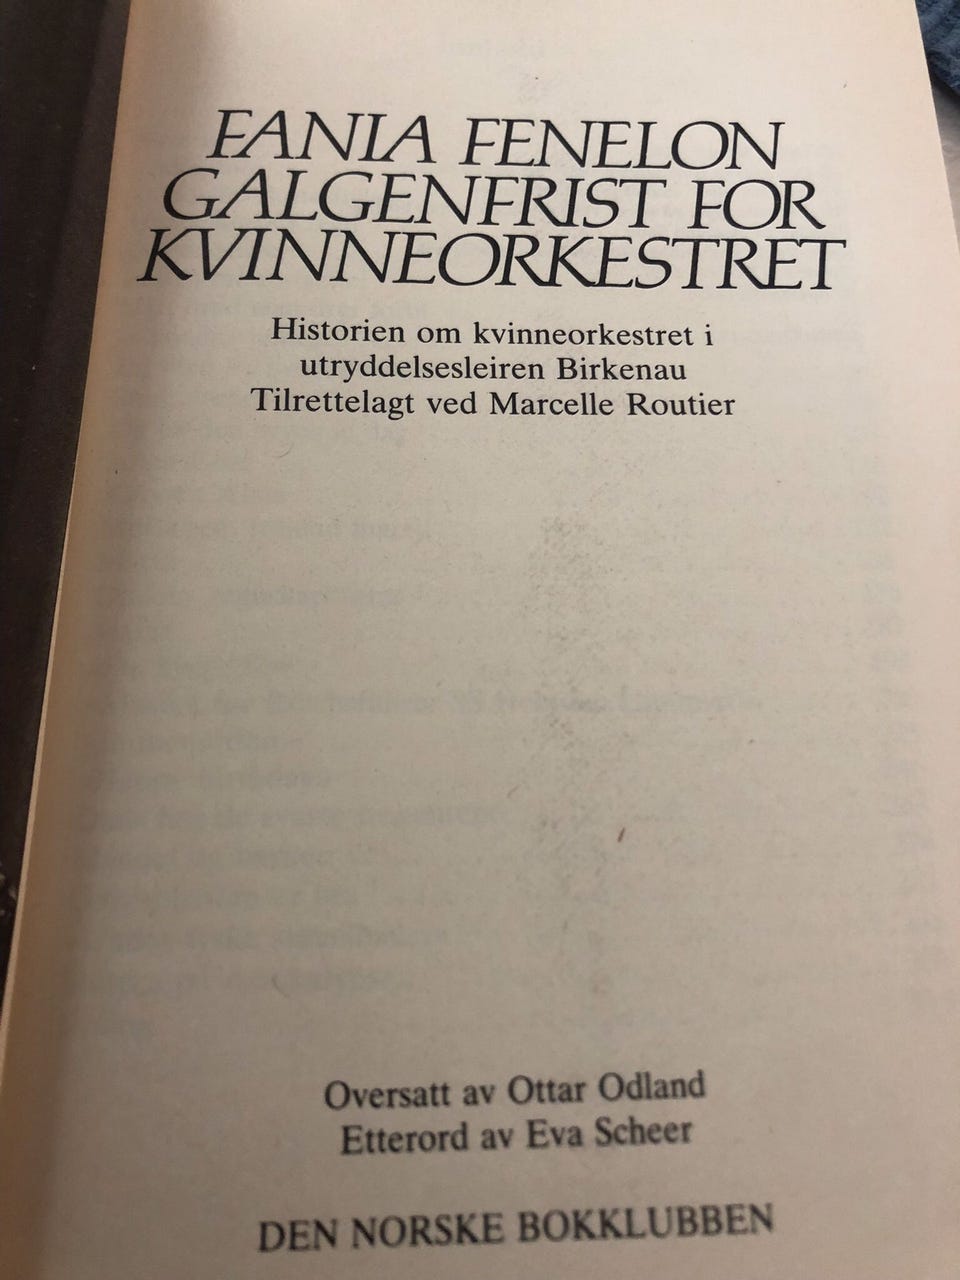 FANIA FENELON
GALGENFRIST FOR
KVINNEORKESTRET
Historien om kvinneorkestret i
utryddelsesleiren Birkenau
Tilrettelagt ved Marcelle Routier
Oversatt av Ottar Odland
Etterord av Eva Scheer
DEN NORSKE BOKKLUBBEN